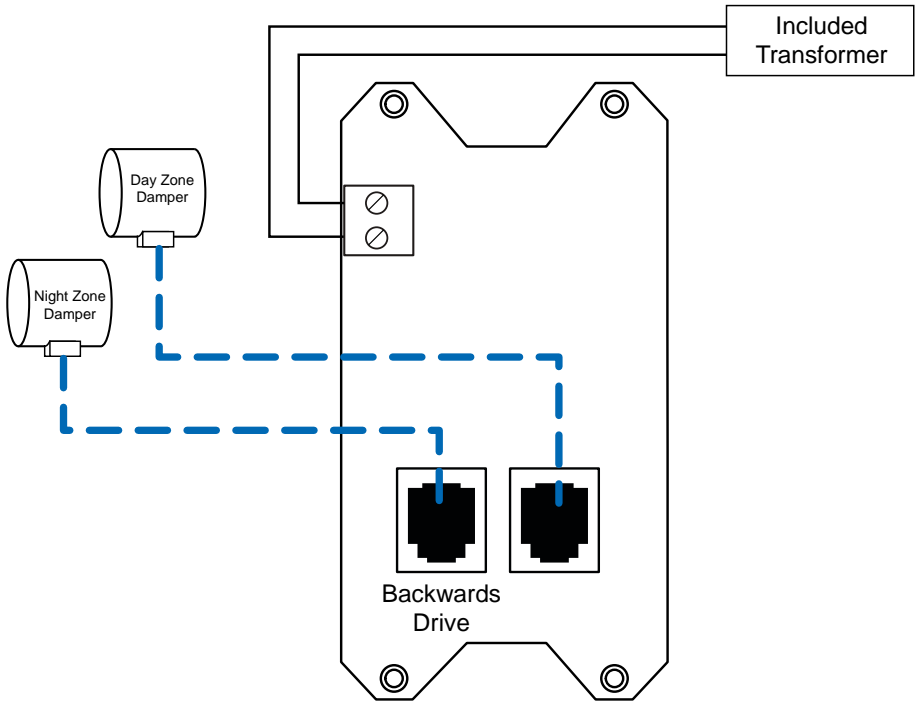 Included
Transformer
Day Zone
Damper
Night Zone
Damper
Backwards
Drive